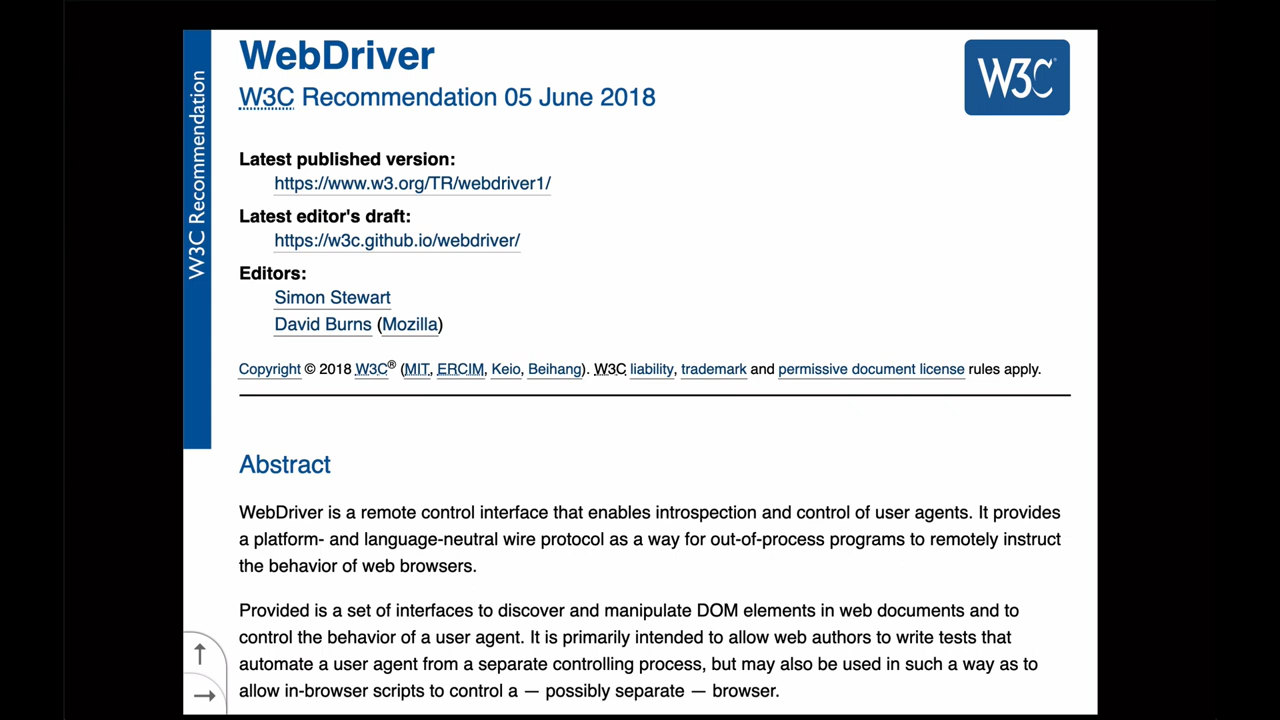 W3C Recommendation
WebDriver
W3C Recommendation 05 June 2018
W3C
Latest published version:
https://www.w3.org/TR/webdriver1/
Latest editor's draft:
https://w3c.github.io/webdriver/
Editors:
Simon Stewart
David Burns (Mozilla)
Copyright © 2018 W3C® (MIT, ERCIM, Keio, Beihang). W3C liability, trademark and permissive document license rules apply.
Abstract
WebDriver is a remote control interface that enables introspection and control of user agents. It provides
a platform- and language-neutral wire protocol as a way for out-of-process programs to remotely instruct
the behavior of web browsers.
Provided is a set of interfaces to discover and manipulate DOM elements in web documents and to
control the behavior of a user agent. It is primarily intended to allow web authors to write tests that
automate a user agent from a separate controlling process, but may also be used in such a way as to
allow in-browser scripts to control a — possibly separate — browser.